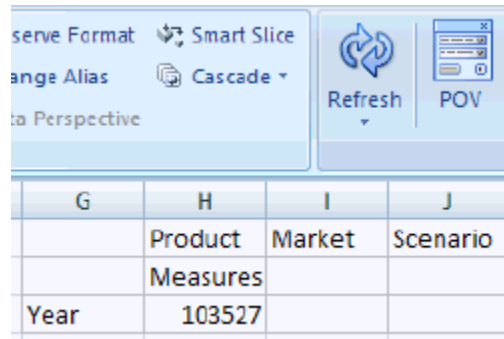 serve Format Smart Slice
ange Alias Cascade
ta Perspective
Refresh POV
G H I J
Product Market Scenario
Measures
Year 103527